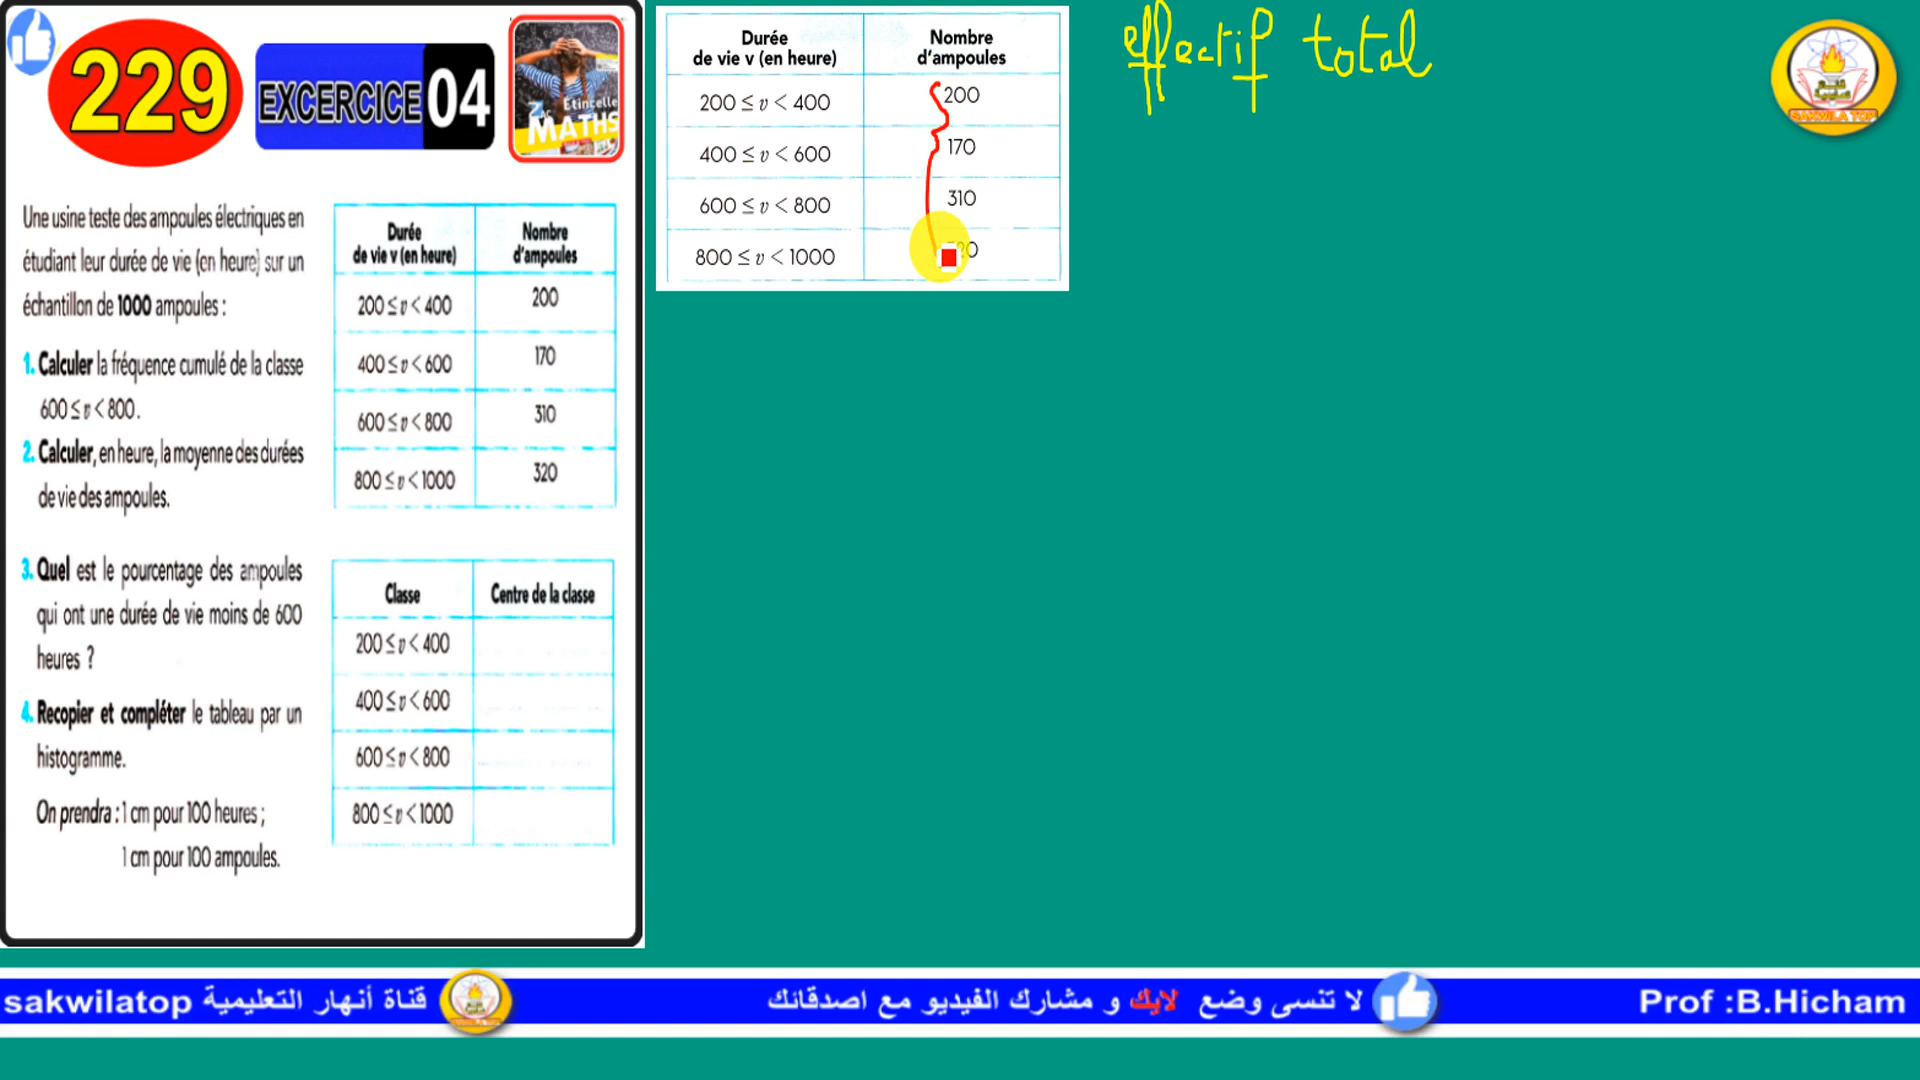 229
EXCERCICE 04
Etincelle
MATHS
Une usine teste des ampoules électriques en
étudiant leur durée de vie (en heure) sur un
échantillon de 1000 ampoules :
1. Calculer la fréquence cumulé de la classe
600 ≤ v < 800.
2. Calculer, en heure, la moyenne des durées
de vie des ampoules.
3. Quel est le pourcentage des ampoules
qui ont une durée de vie moins de 600
heures ?
4. Recopier et compléter le tableau par un
histogramme.
On prendra : 1 cm pour 100 heures ;
1 cm pour 100 ampoules.
Durée
de vie v (en heure)
Nombre
d'ampoules
200 ≤ v < 400
200
400 ≤ v < 600
170
600 ≤ v < 800
310
800 ≤ v < 1000
320
Classe
Centre de la classe
200 ≤ v < 400
400 ≤ v < 600
600 ≤ v < 800
800 ≤ v < 1000
Durée
de vie v (en heure)
Nombre
d'ampoules
200 ≤ v < 400
200
400 ≤ v < 600
170
600 ≤ v < 800
310
800 ≤ v < 1000
effectif total
SAKWILA TOP
sakwilatop قناة أنهار التعليمية
لا تنسى وضع لايك و مشارك الفيديو مع اصدقائك
Prof :B.Hicham